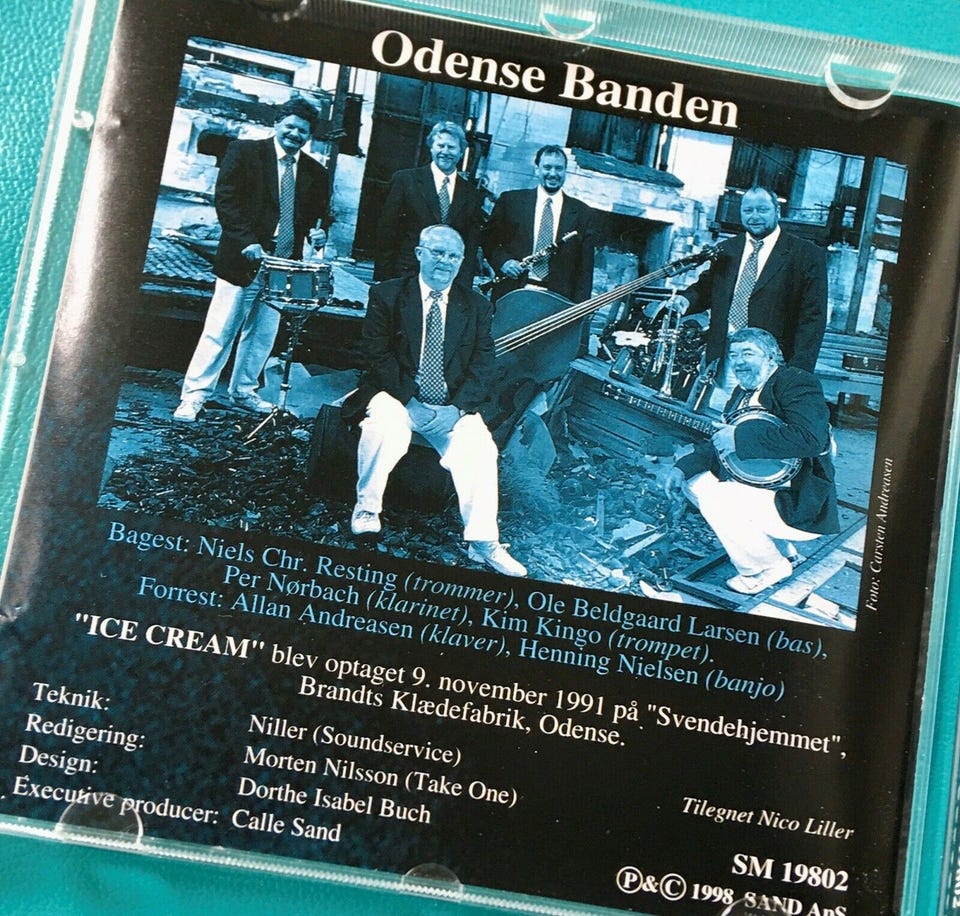 Odense Banden
Foto: Carsten Andreasen
Bagest: Niels Chr. Resting (trommer), Ole Beldgaard Larsen (bas),
Per Nørbach (klarinet), Kim Kingo (trompet).
Forrest: Allan Andreasen (klaver), Henning Nielsen (banjo)
"ICE CREAM" blev optaget 9. november 1991 på "Svendehjemmet",
Brandts Klædefabrik, Odense.
Teknik: Niller (Soundservice)
Redigering: Morten Nilsson (Take One)
Design: Dorthe Isabel Buch
Executive producer: Calle Sand
Tilegnet Nico Liller
SM 19802
Ⓟ&© 1998 SAND ApS